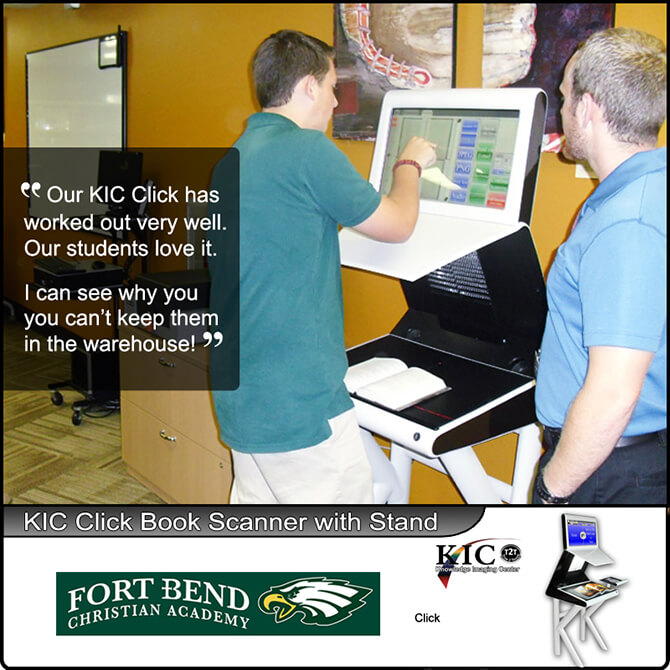 “ Our KIC Click has
worked out very well.
Our students love it.
I can see why you
you can’t keep them
in the warehouse! ”
KIC Click Book Scanner with Stand
FORT BEND
CHRISTIAN ACADEMY
KIC T2T
Knowledge Imaging Center
Click